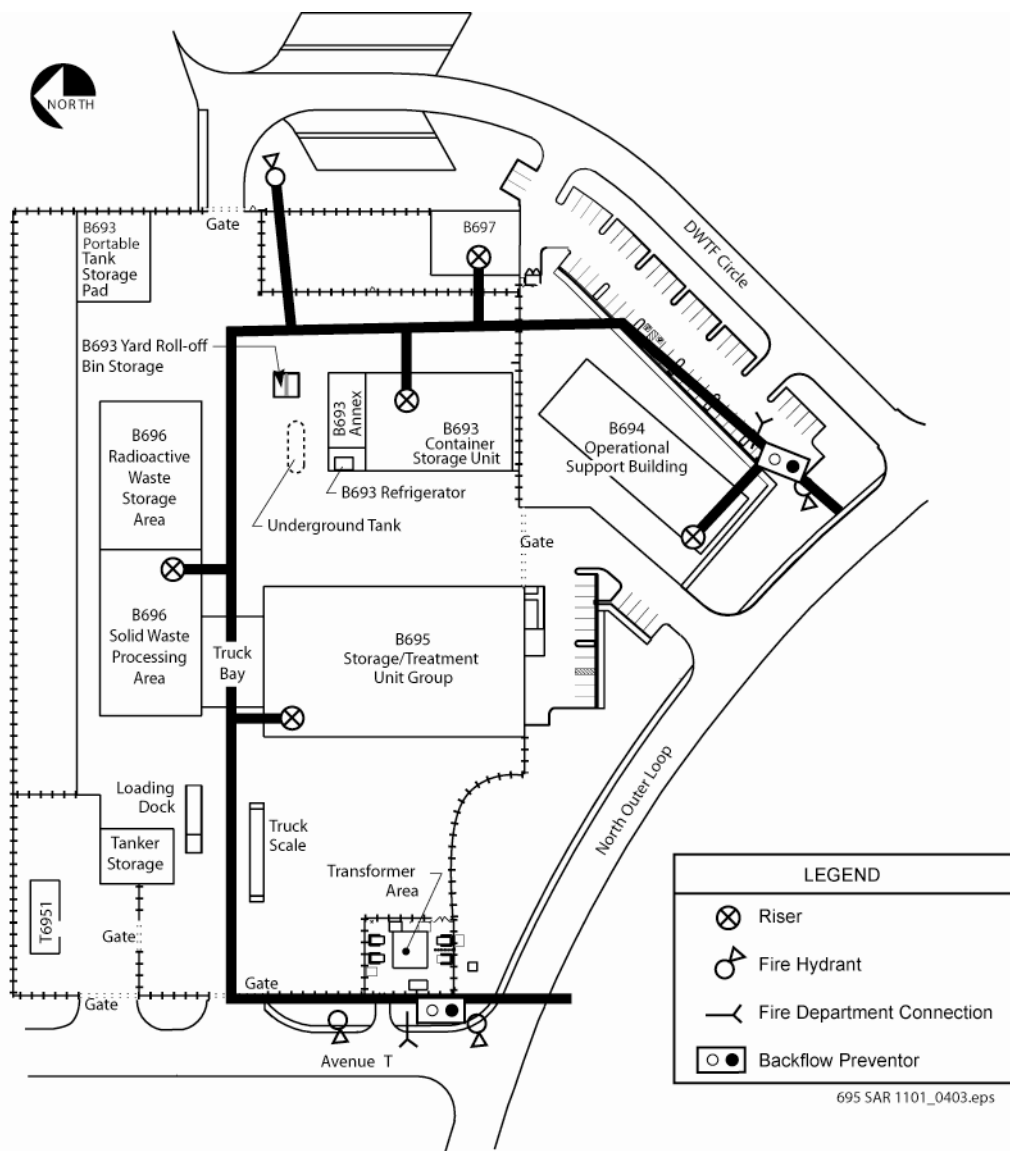 NORTH
B693
Portable
Tank
Storage
Pad
Gate
B697
DWTF Circle
B693 Yard Roll-off
Bin Storage
B693
Annex
B693
Container
Storage Unit
B694
Operational
Support Building
B696
Radioactive
Waste
Storage
Area
B693 Refrigerator
Underground Tank
Gate
B696
Solid Waste
Processing
Area
Truck
Bay
B695
Storage/Treatment
Unit Group
North Outer Loop
Loading
Dock
Truck
Scale
Tanker
Storage
Transformer
Area
T6951
Gate
Gate
Gate
Avenue T
LEGEND
Riser
Fire Hydrant
Fire Department Connection
Backflow Preventor
695 SAR 1101_0403.eps